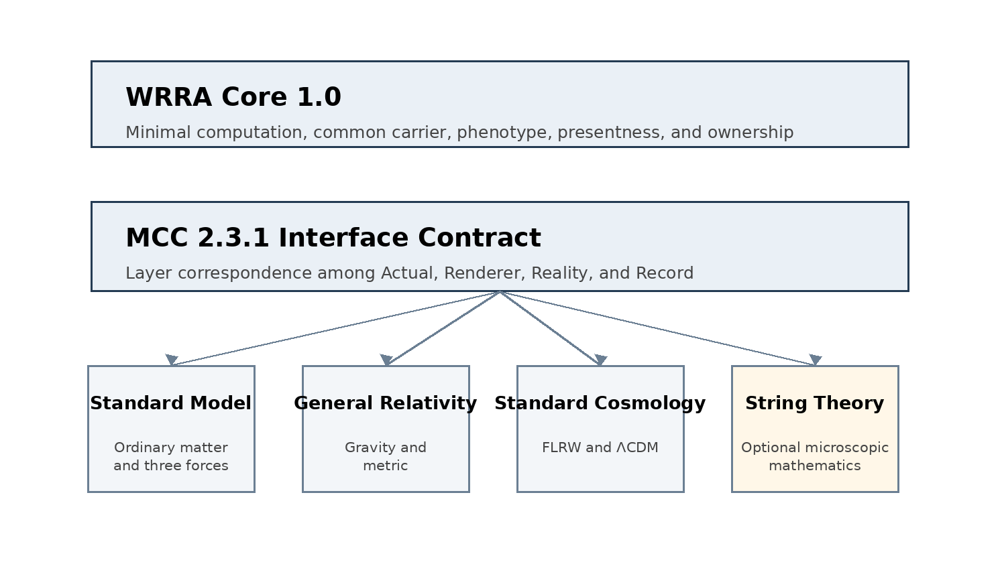 WRRA Core 1.0
Minimal computation, common carrier, phenotype, presentness, and ownership
MCC 2.3.1 Interface Contract
Layer correspondence among Actual, Renderer, Reality, and Record
Standard Model
Ordinary matter
and three forces
General Relativity
Gravity and
metric
Standard Cosmology
FLRW and ΛCDM
String Theory
Optional microscopic
mathematics